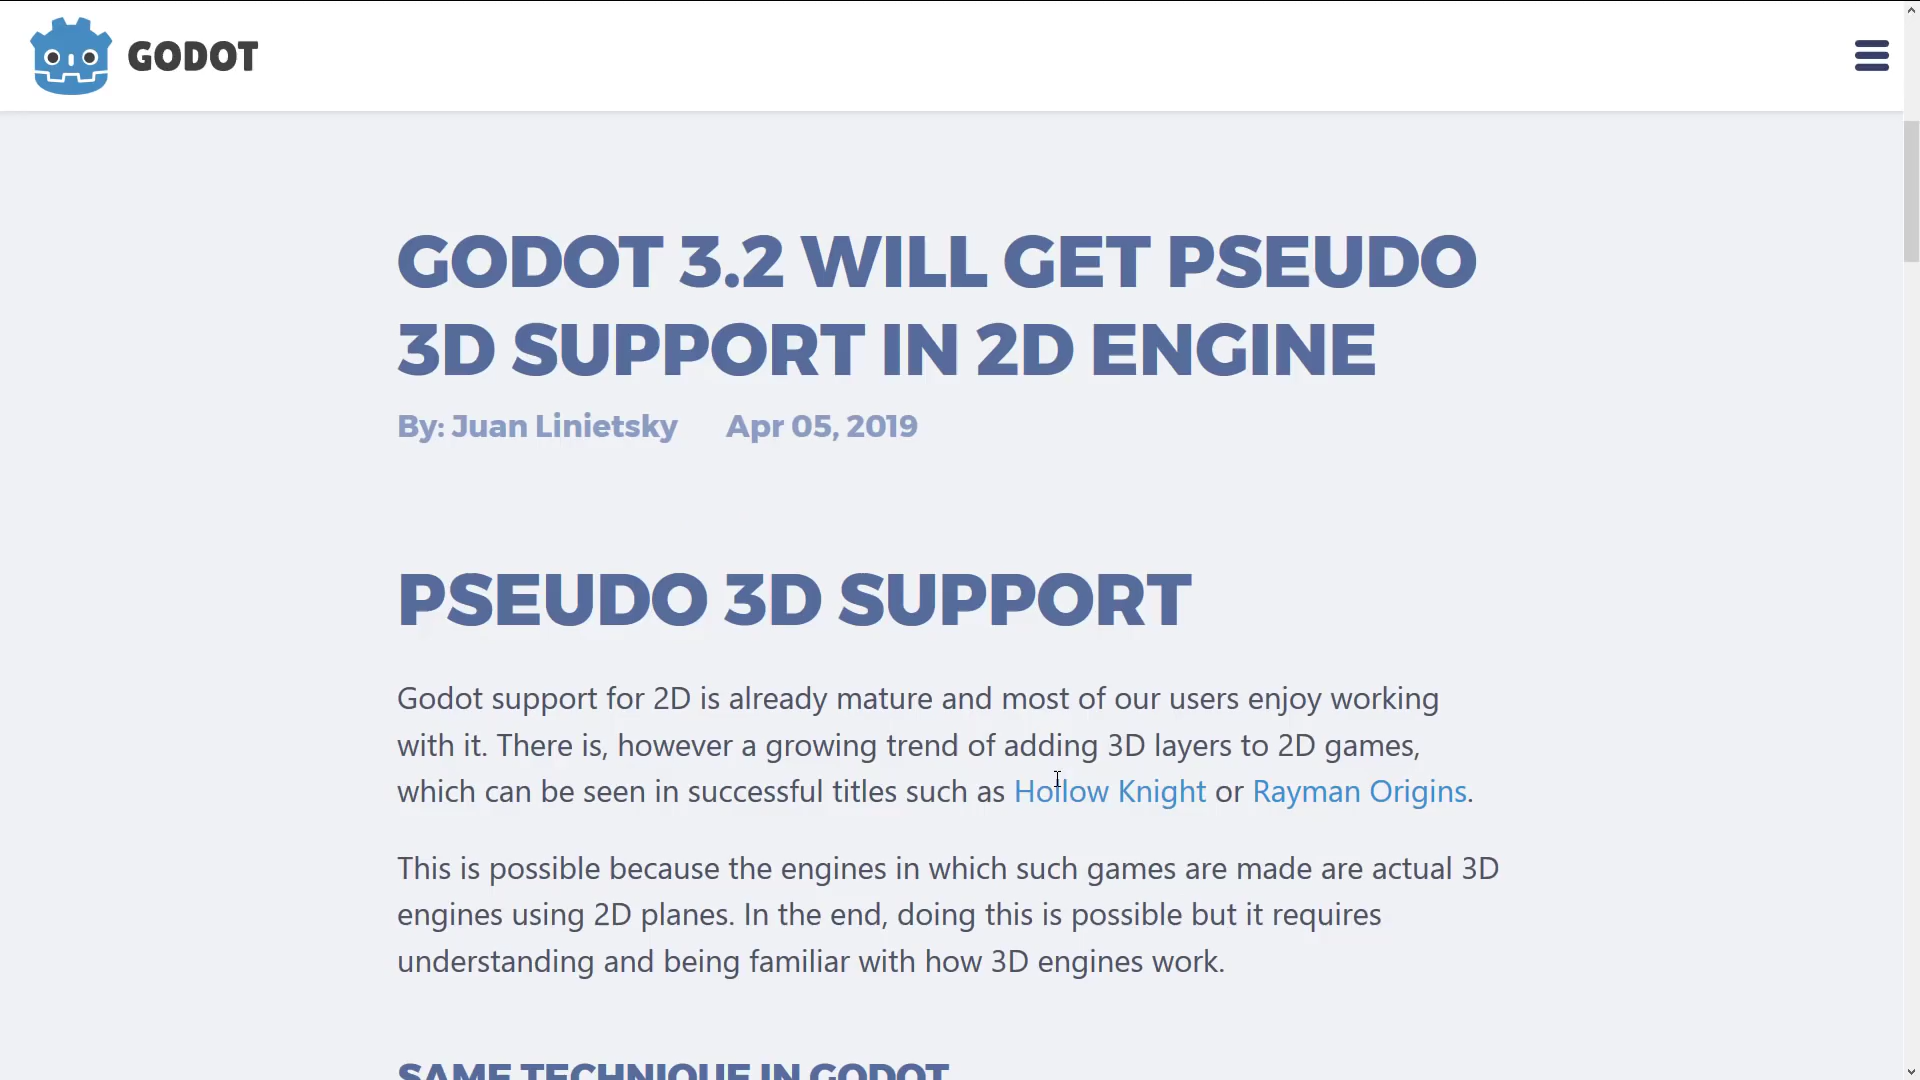 GODOT
GODOT 3.2 WILL GET PSEUDO
3D SUPPORT IN 2D ENGINE
By: Juan Linietsky Apr 05, 2019
PSEUDO 3D SUPPORT
Godot support for 2D is already mature and most of our users enjoy working
with it. There is, however a growing trend of adding 3D layers to 2D games,
which can be seen in successful titles such as Hollow Knight or Rayman Origins.
This is possible because the engines in which such games are made are actual 3D
engines using 2D planes. In the end, doing this is possible but it requires
understanding and being familiar with how 3D engines work.
SAME TECHNIQUE IN GODOT